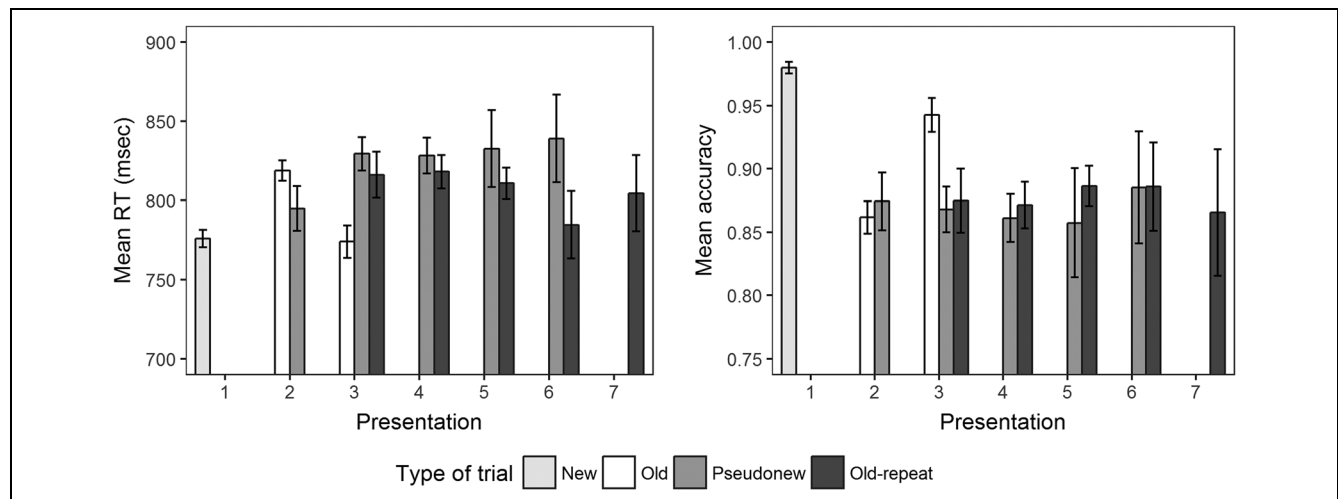 900
850
800
750
700
Mean RT (msec)
1 2 3 4 5 6 7
Presentation
1.00
0.95
0.90
0.85
0.80
0.75
Mean accuracy
1 2 3 4 5 6 7
Presentation
Type of trial New Old Pseudonew Old-repeat